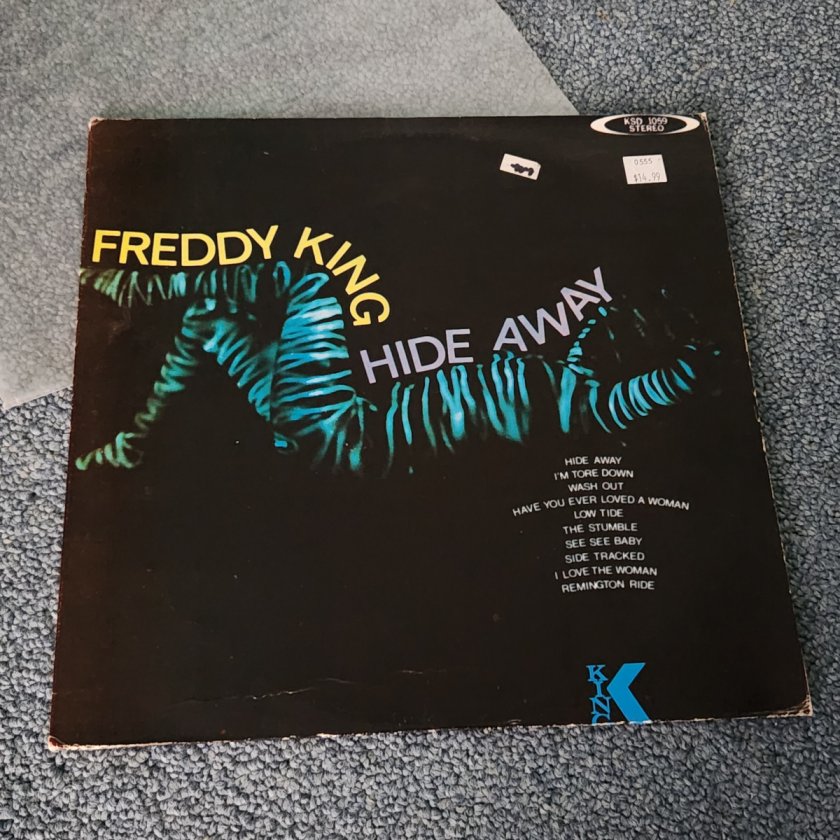 KSD 1059
STEREO
0555
$14.99
FREDDY KING
HIDE AWAY
HIDE AWAY
I'M TORE DOWN
WASH OUT
HAVE YOU EVER LOVED A WOMAN
LOW TIDE
THE STUMBLE
SEE SEE BABY
SIDE TRACKED
I LOVE THE WOMAN
REMINGTON RIDE
KING
K